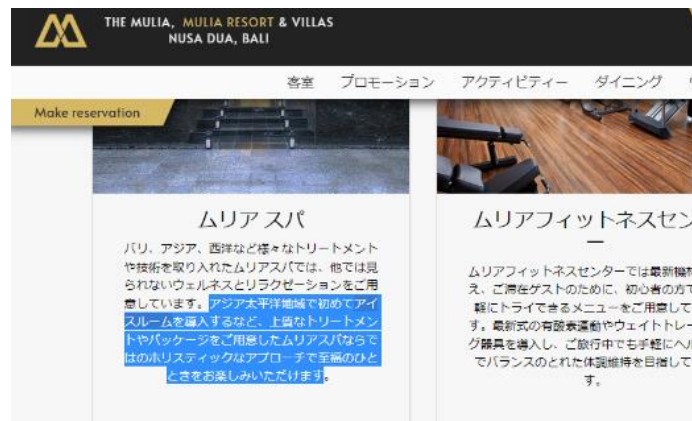 THE MULIA, MULIA RESORT & VILLAS
NUSA DUA, BALI
客室 プロモーション アクティビティー ダイニング
Make reservation
ムリア スパ
バリ、アジア、西洋など様々なトリートメント
や技術を取り入れたムリアスパでは、他では見
られないウェルネスとリラクゼーションをご用
意しています。アジア太平洋地域で初めてアイ
スルームを導入するなど、上質なトリートメン
トやパッケージをご用意したムリアスパならで
はのホリスティックなアプローチで至福のひと
ときをお楽しみいただけます。
ムリアフィットネスセン
ー
ムリアフィットネスセンターでは最新機材
え、ご滞在ゲストのために、初心者の方で
軽にトライできるメニューをご用意して
す。最新式の有酸素運動やウェイトトレー
グ器具を導入し、ご旅行中でも手軽にヘル
でバランスのとれた体調維持を目指して
す。